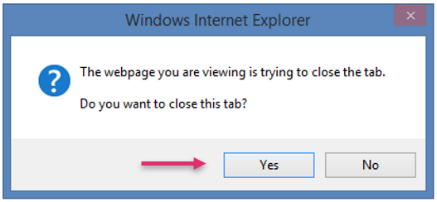 Windows Internet Explorer
The webpage you are viewing is trying to close the tab.
Do you want to close this tab?
Yes No